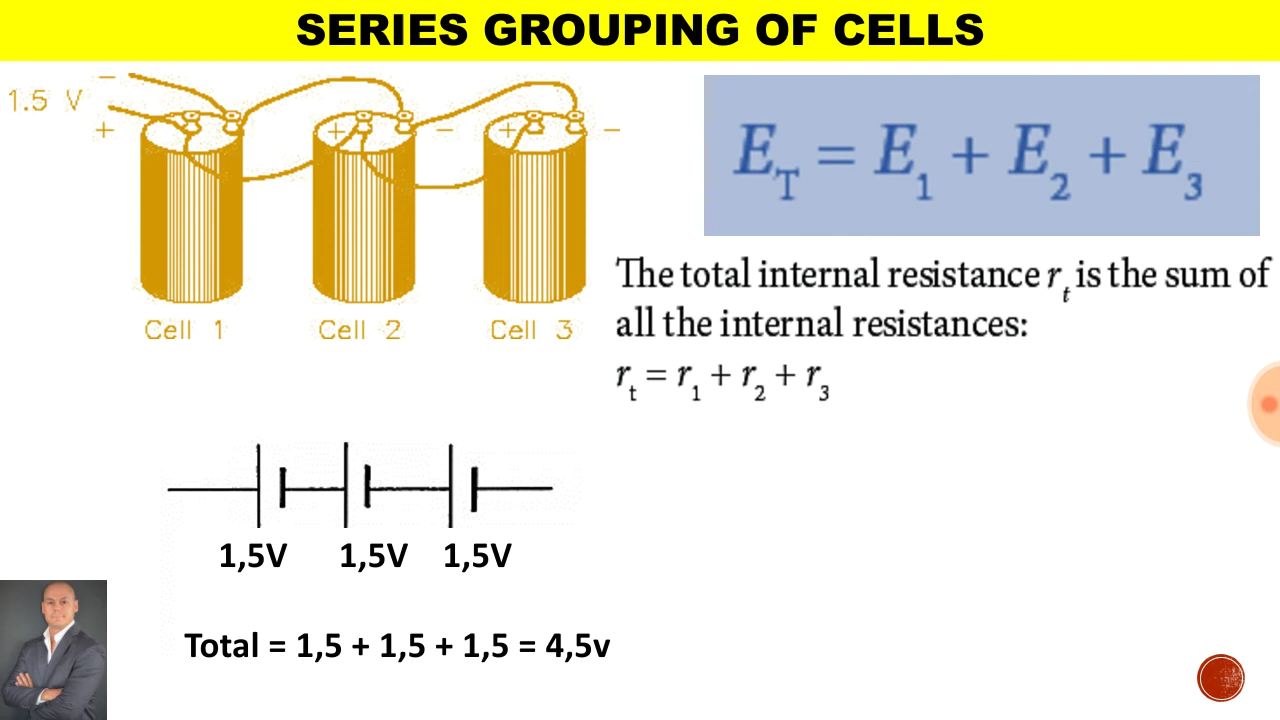 SERIES GROUPING OF CELLS
1.5 V
−
+
+ −
+ −
Cell 1 Cell 2 Cell 3
E_T = E_1 + E_2 + E_3
The total internal resistance r_t is the sum of
all the internal resistances:
r_t = r_1 + r_2 + r_3
1,5V 1,5V 1,5V
Total = 1,5 + 1,5 + 1,5 = 4,5v